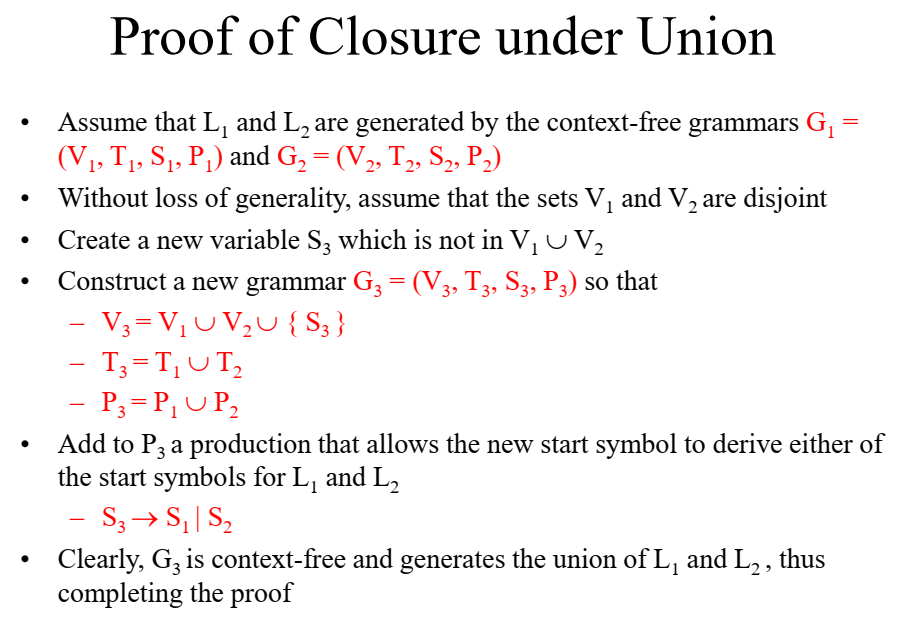 Proof of Closure under Union
• Assume that L₁ and L₂ are generated by the context-free grammars G₁ =
(V₁, T₁, S₁, P₁) and G₂ = (V₂, T₂, S₂, P₂)
• Without loss of generality, assume that the sets V₁ and V₂ are disjoint
• Create a new variable S₃ which is not in V₁ ∪ V₂
• Construct a new grammar G₃ = (V₃, T₃, S₃, P₃) so that
– V₃ = V₁ ∪ V₂ ∪ { S₃ }
– T₃ = T₁ ∪ T₂
– P₃ = P₁ ∪ P₂
• Add to P₃ a production that allows the new start symbol to derive either of
the start symbols for L₁ and L₂
– S₃ → S₁ | S₂
• Clearly, G₃ is context-free and generates the union of L₁ and L₂ , thus
completing the proof